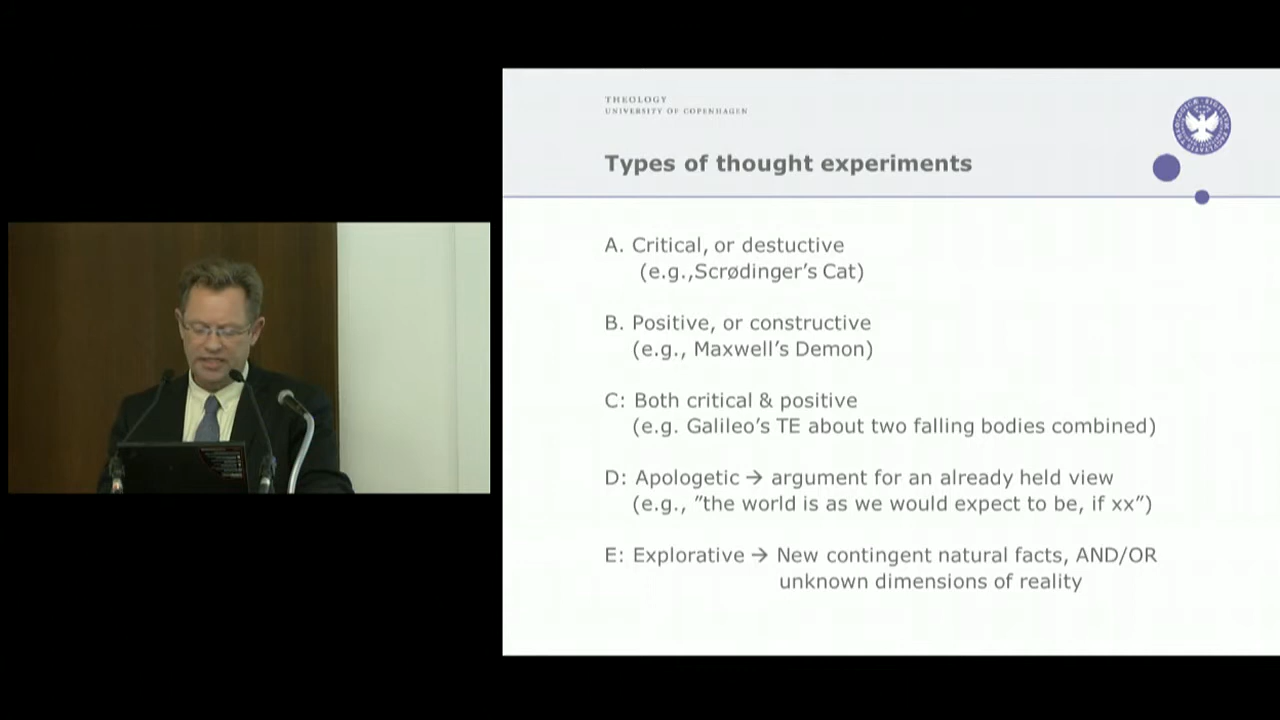 THEOLOGY
UNIVERSITY OF COPENHAGEN
Types of thought experiments
A. Critical, or destuctive
(e.g.,Scrødinger’s Cat)
B. Positive, or constructive
(e.g., Maxwell’s Demon)
C: Both critical & positive
(e.g. Galileo’s TE about two falling bodies combined)
D: Apologetic → argument for an already held view
(e.g., ”the world is as we would expect to be, if xx”)
E: Explorative → New contingent natural facts, AND/OR
unknown dimensions of reality